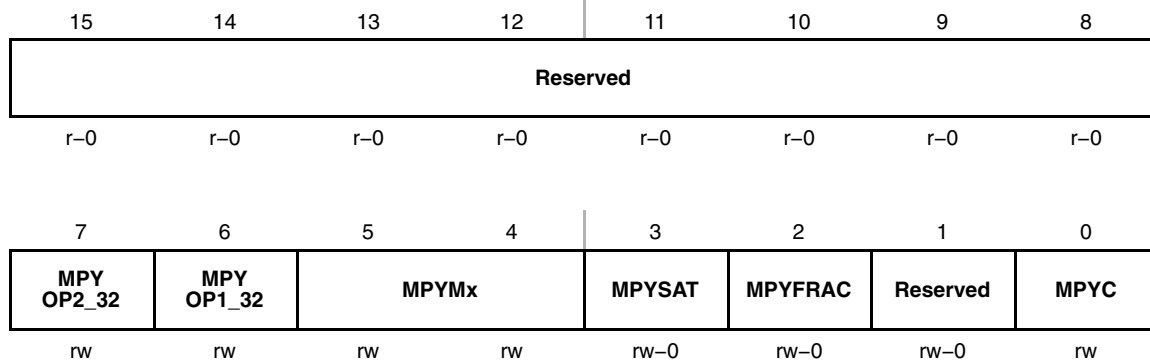 15 14 13 12 11 10 9 8
Reserved
r–0 r–0 r–0 r–0 r–0 r–0 r–0 r–0
7 6 5 4 3 2 1 0
MPY OP2_32 MPY OP1_32 MPYMx MPYSAT MPYFRAC Reserved MPYC
rw rw rw rw rw–0 rw–0 rw–0 rw